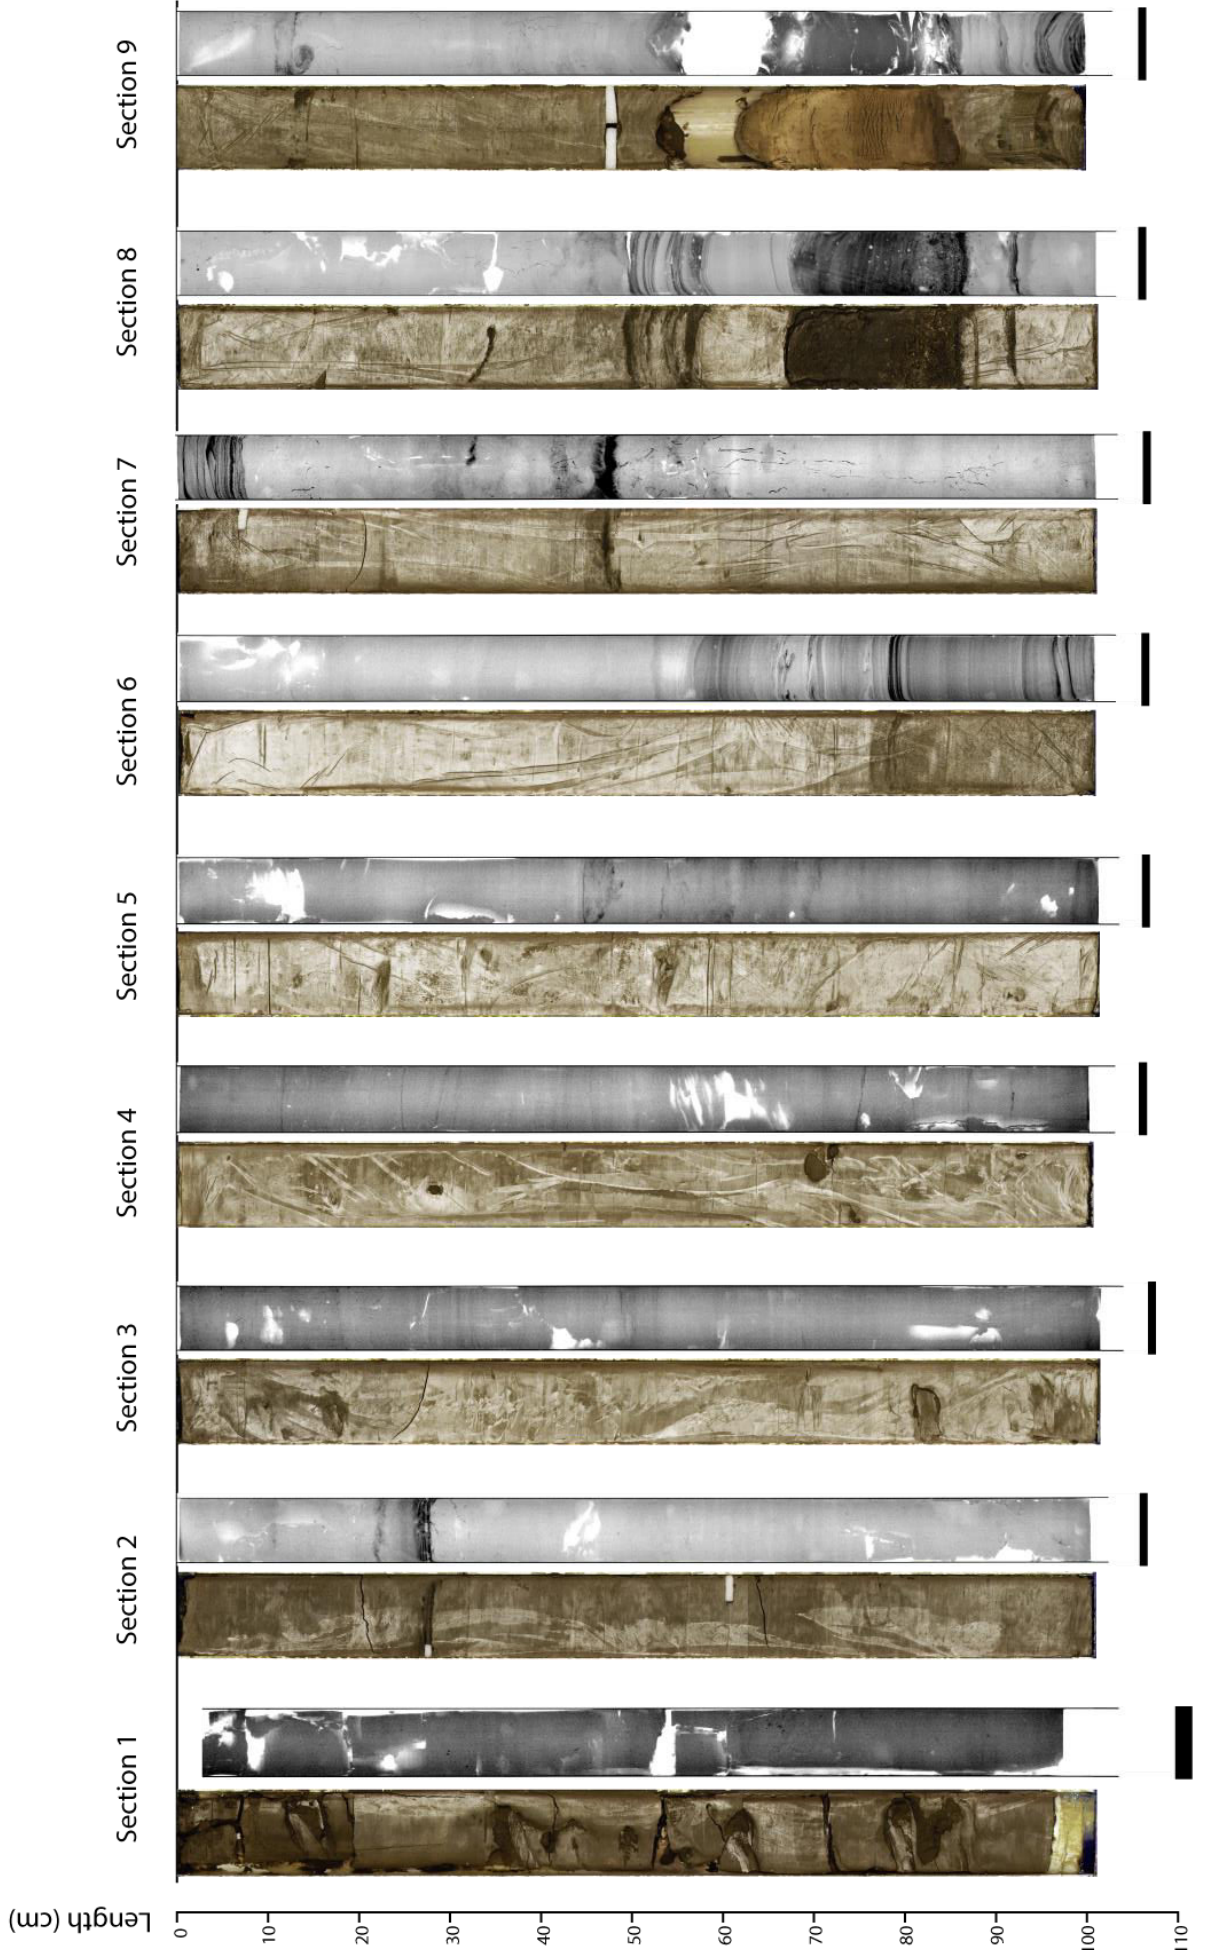 Section 9
Section 8
Section 7
Section 6
Section 5
Section 4
Section 3
Section 2
Section 1
Length (cm)
0
10
20
30
40
50
60
70
80
90
100
110